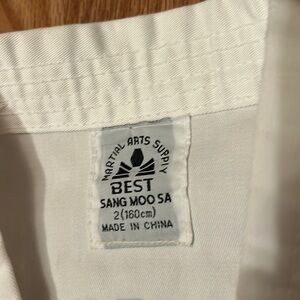 MARTIAL ARTS SUPPLY
BEST
SANG MOO SA
2(160cm)
MADE IN CHINA